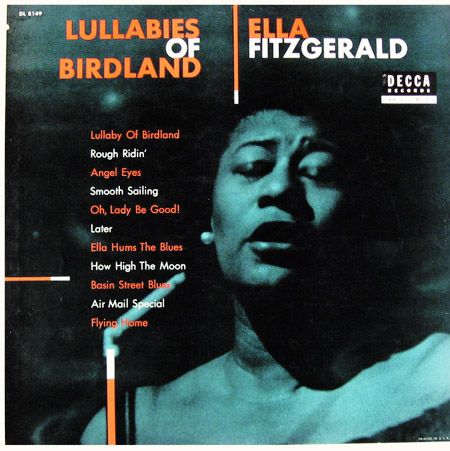 DL 8149
LULLABIES
OF
BIRDLAND
ELLA
FITZGERALD
DECCA
RECORDS
Lullaby Of Birdland
Rough Ridin'
Angel Eyes
Smooth Sailing
Oh, Lady Be Good!
Later
Ella Hums The Blues
How High The Moon
Basin Street Blues
Air Mail Special
Flying Home
PRINTED IN U.S.A.